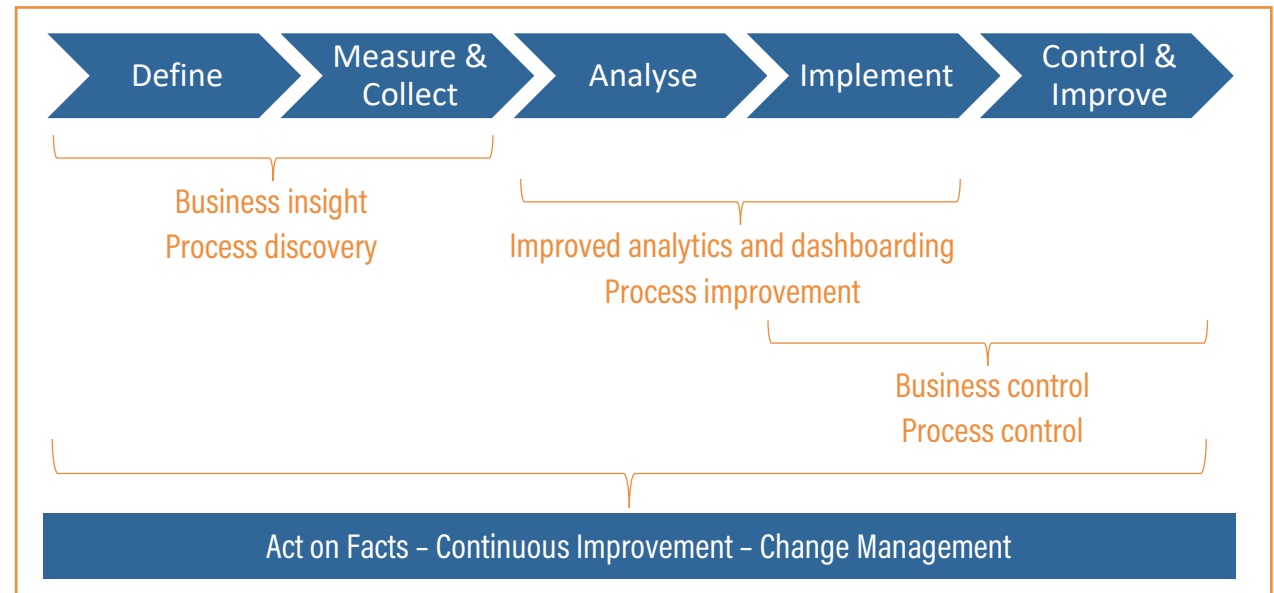 Define
Measure &
Collect
Analyse
Implement
Control &
Improve
Business insight
Process discovery
Improved analytics and dashboarding
Process improvement
Business control
Process control
Act on Facts – Continuous Improvement – Change Management